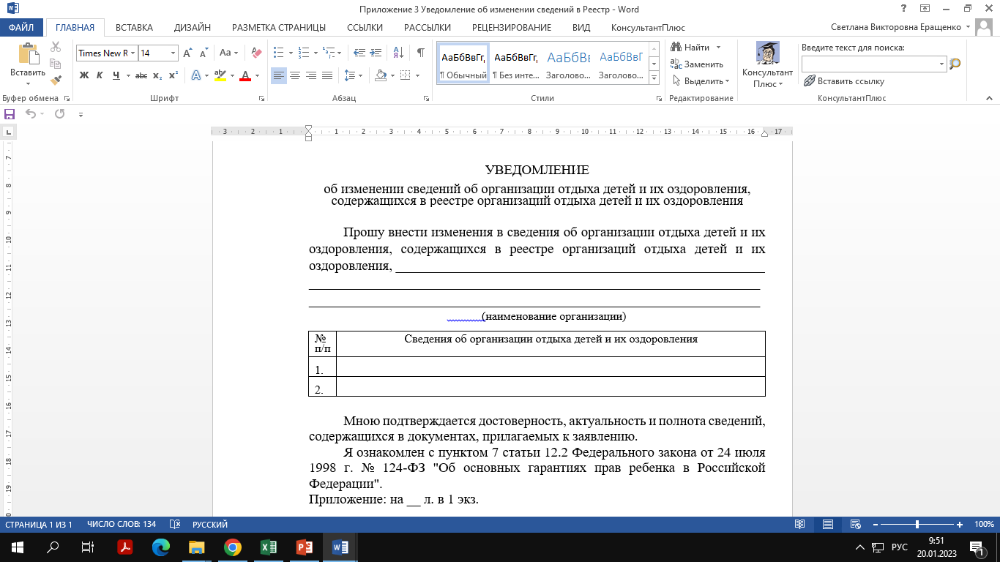 Приложение 3 Уведомление об изменении сведений в Реестр - Word
ФАЙЛ ГЛАВНАЯ ВСТАВКА ДИЗАЙН РАЗМЕТКА СТРАНИЦЫ ССЫЛКИ РАССЫЛКИ РЕЦЕНЗИРОВАНИЕ ВИД КонсультантПлюс Светлана Викторовна Еращенко
Вставить
Буфер обмена
Times New R 14 Aa
Ж К Ч abc x₂ x² A ab A
Шрифт
Абзац
АаБбВвГг, АаБбВвГг, АаБбВı АаБбВвГ
¶ Обычный ¶ Без инте... Заголово... Заголово...
Стили
Найти
Заменить
Выделить
Редактирование
Консультант
Плюс
Введите текст для поиска:
Вставить ссылку
КонсультантПлюс
3 2 1 1 2 3 4 5 6 7 8 9 10 11 12 13 14 15 16 17
7 8 9 10 11 12 13 14 15 16 17 18 19
УВЕДОМЛЕНИЕ
об изменении сведений об организации отдыха детей и их оздоровления,
содержащихся в реестре организаций отдыха детей и их оздоровления
Прошу внести изменения в сведения об организации отдыха детей и их
оздоровления, содержащихся в реестре организаций отдыха детей и их
оздоровления, ___
(наименование организации)
№ п/п Сведения об организации отдыха детей и их оздоровления
1.
2.
Мною подтверждается достоверность, актуальность и полнота сведений,
содержащихся в документах, прилагаемых к заявлению.
Я ознакомлен с пунктом 7 статьи 12.2 Федерального закона от 24 июля
1998 г. № 124-ФЗ "Об основных гарантиях прав ребенка в Российской
Федерации".
Приложение: на __ л. в 1 экз.
СТРАНИЦА 1 ИЗ 1 ЧИСЛО СЛОВ: 134 РУССКИЙ 100%
РУС 9:51
20.01.2023 1